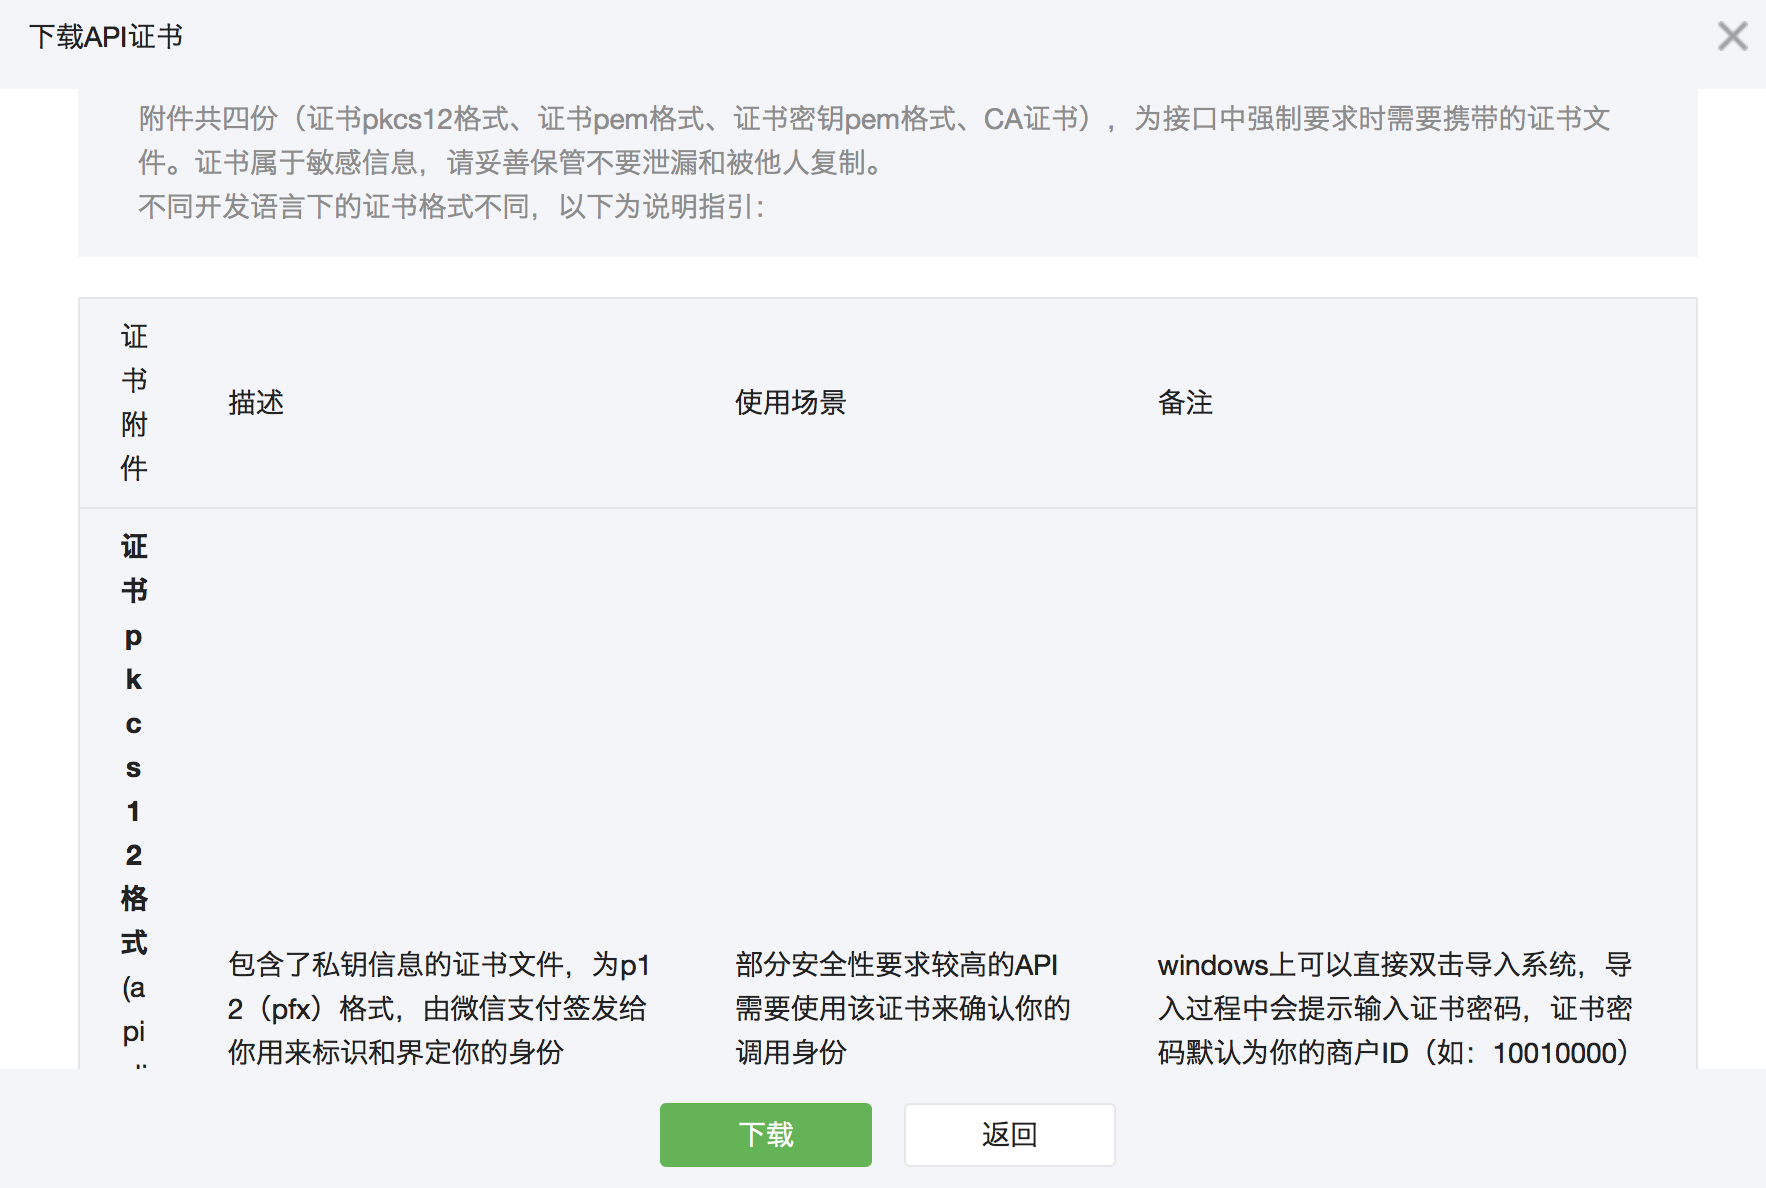 下载API证书
附件共四份（证书pkcs12格式、证书pem格式、证书密钥pem格式、CA证书），为接口中强制要求时需要携带的证书文
件。证书属于敏感信息，请妥善保管不要泄漏和被他人复制。
不同开发语言下的证书格式不同，以下为说明指引：
证
书
附
件
描述
使用场景
备注
证
书
p
k
c
s
1
2
格
式
(a
pi
包含了私钥信息的证书文件，为p1
2（pfx）格式，由微信支付签发给
你用来标识和界定你的身份
部分安全性要求较高的API
需要使用该证书来确认你的
调用身份
windows上可以直接双击导入系统，导
入过程中会提示输入证书密码，证书密
码默认为你的商户ID（如：10010000）
下载
返回